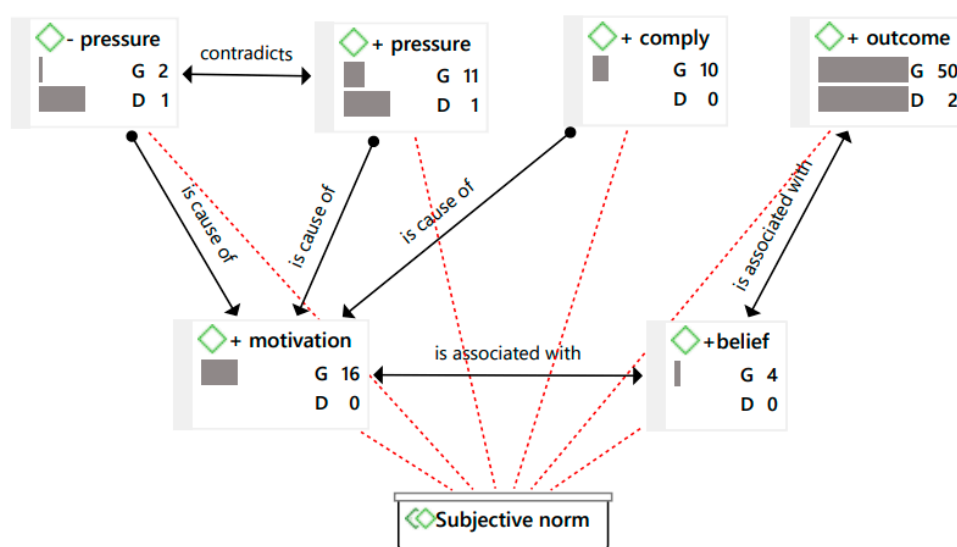 - pressure
G 2
D 1
contradicts
+ pressure
G 11
D 1
+ comply
G 10
D 0
+ outcome
G 50
D 2
is cause of
is cause of
is cause of
is associated with
+ motivation
G 16
D 0
is associated with
+belief
G 4
D 0
Subjective norm